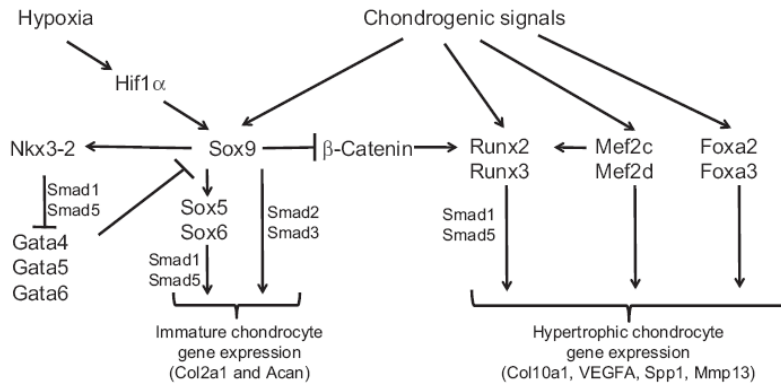 Hypoxia
Chondrogenic signals
Hif1α
Nkx3-2
Sox9
β-Catenin
Runx2
Runx3
Mef2c
Mef2d
Foxa2
Foxa3
Smad1
Smad5
Sox5
Sox6
Smad2
Smad3
Smad1
Smad5
Gata4
Gata5
Gata6
Smad1
Smad5
Immature chondrocyte
gene expression
(Col2a1 and Acan)
Hypertrophic chondrocyte
gene expression
(Col10a1, VEGFA, Spp1, Mmp13)